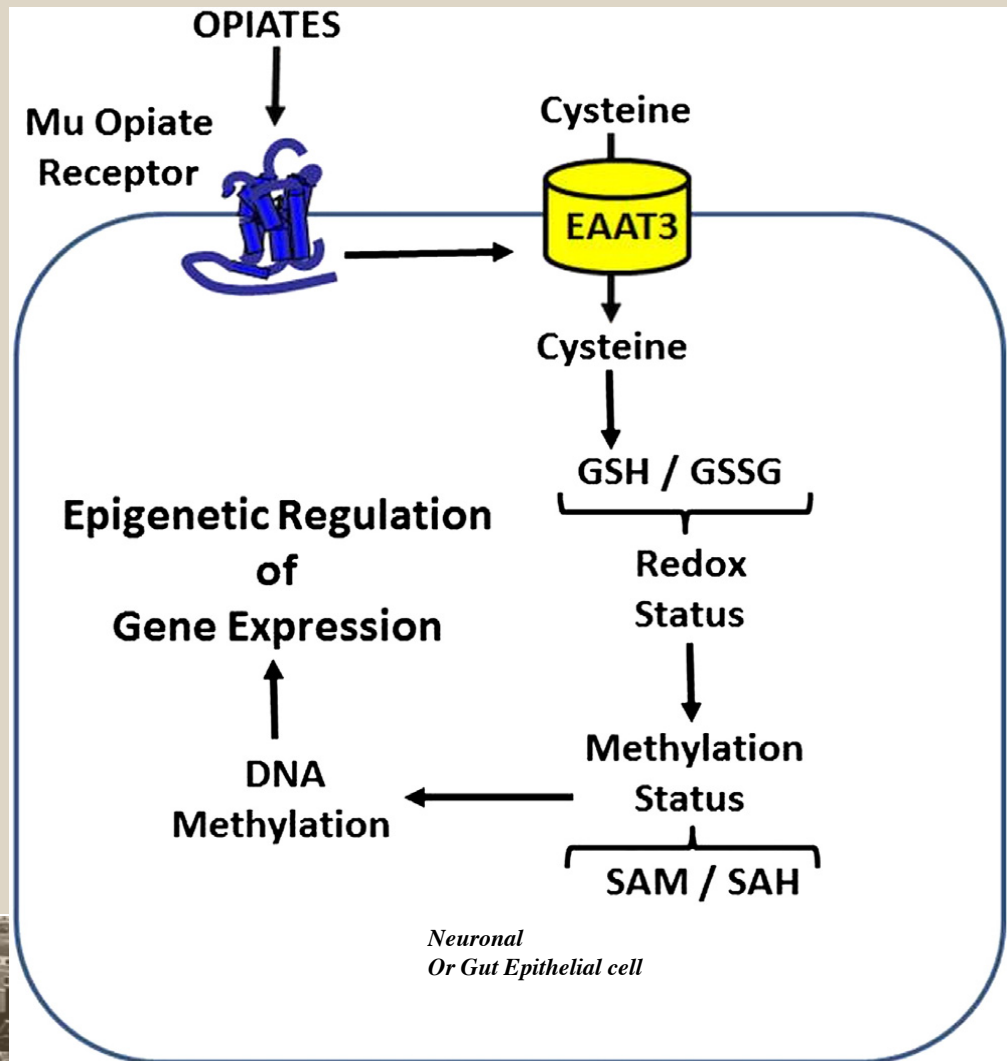 OPIATES
Mu Opiate
Receptor
Cysteine
EAAT3
Cysteine
GSH / GSSG
Redox
Status
Methylation
Status
SAM / SAH
DNA
Methylation
Epigenetic Regulation
of
Gene Expression
Neuronal
Or Gut Epithelial cell